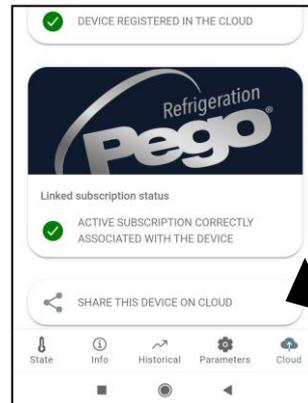 DEVICE REGISTERED IN THE CLOUD
Refrigeration
Pego
Linked subscription status
ACTIVE SUBSCRIPTION CORRECTLY
ASSOCIATED WITH THE DEVICE
SHARE THIS DEVICE ON CLOUD
State
Info
Historical
Parameters
Cloud